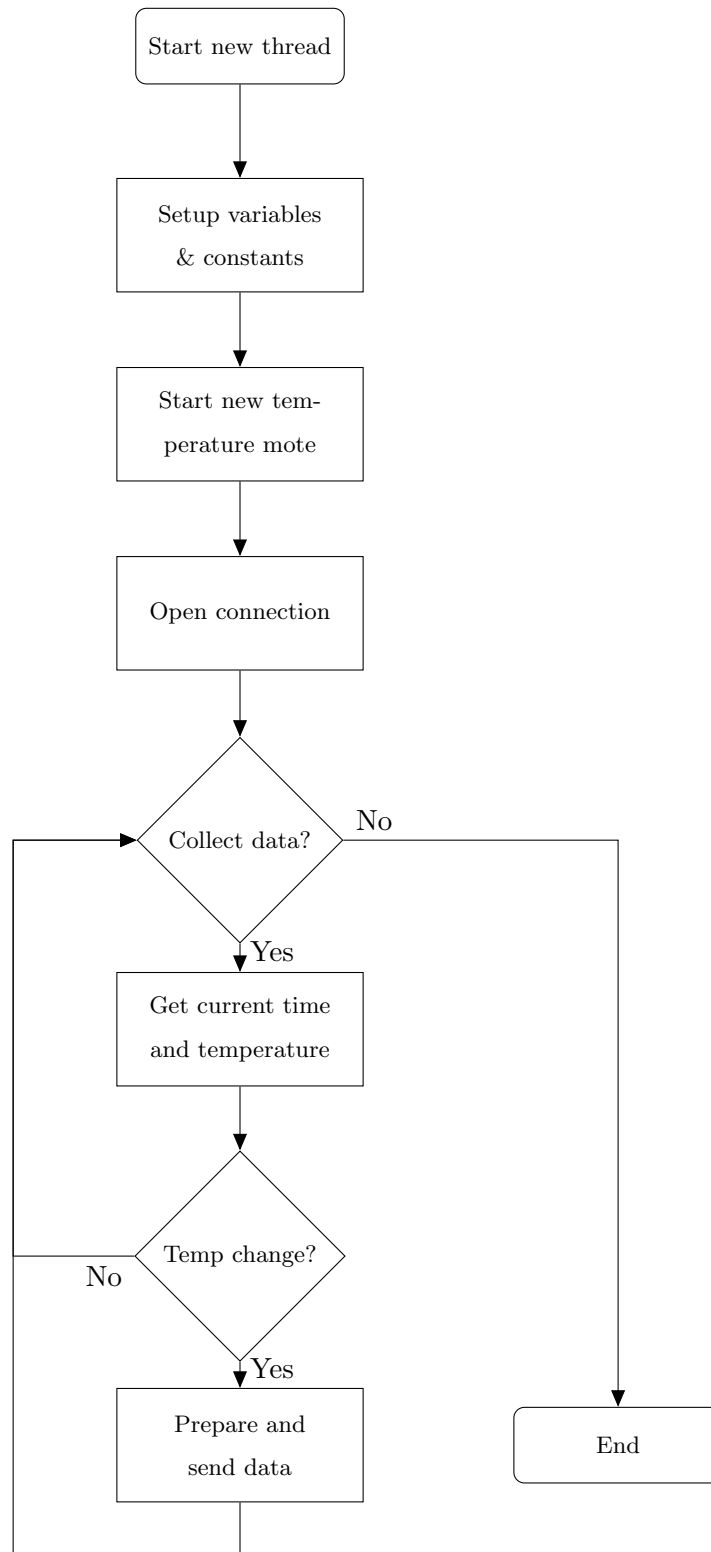 Start new thread
Setup variables
& constants
Start new tem-
perature mote
Open connection
Collect data?
No
Yes
Get current time
and temperature
Temp change?
No
Yes
Prepare and
send data
End